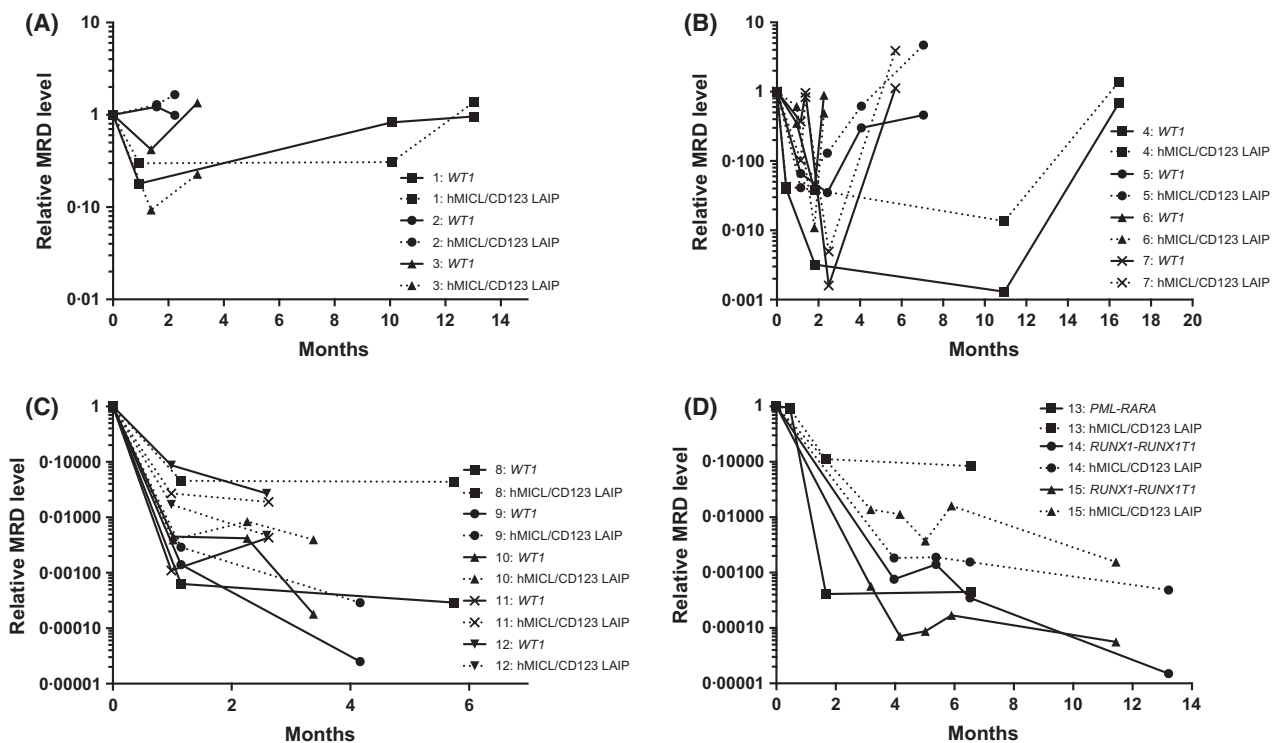 (A)
Relative MRD level
10
1
0·10
0·01
0 2 4 6 8 10 12 14
Months
1: WT1
1: hMICL/CD123 LAIP
2: WT1
2: hMICL/CD123 LAIP
3: WT1
3: hMICL/CD123 LAIP
(B)
Relative MRD level
10
1
0·100
0·010
0·001
0 2 4 6 8 10 12 14 16 18 20
Months
4: WT1
4: hMICL/CD123 LAIP
5: WT1
5: hMICL/CD123 LAIP
6: WT1
6: hMICL/CD123 LAIP
7: WT1
7: hMICL/CD123 LAIP
(C)
Relative MRD level
1
0·10000
0·01000
0·00100
0·00010
0·00001
0 2 4 6
Months
8: WT1
8: hMICL/CD123 LAIP
9: WT1
9: hMICL/CD123 LAIP
10: WT1
10: hMICL/CD123 LAIP
11: WT1
11: hMICL/CD123 LAIP
12: WT1
12: hMICL/CD123 LAIP
(D)
Relative MRD level
1
0·10000
0·01000
0·00100
0·00010
0·00001
0 2 4 6 8 10 12 14
Months
13: PML-RARA
13: hMICL/CD123 LAIP
14: RUNX1-RUNX1T1
14: hMICL/CD123 LAIP
15: RUNX1-RUNX1T1
15: hMICL/CD123 LAIP